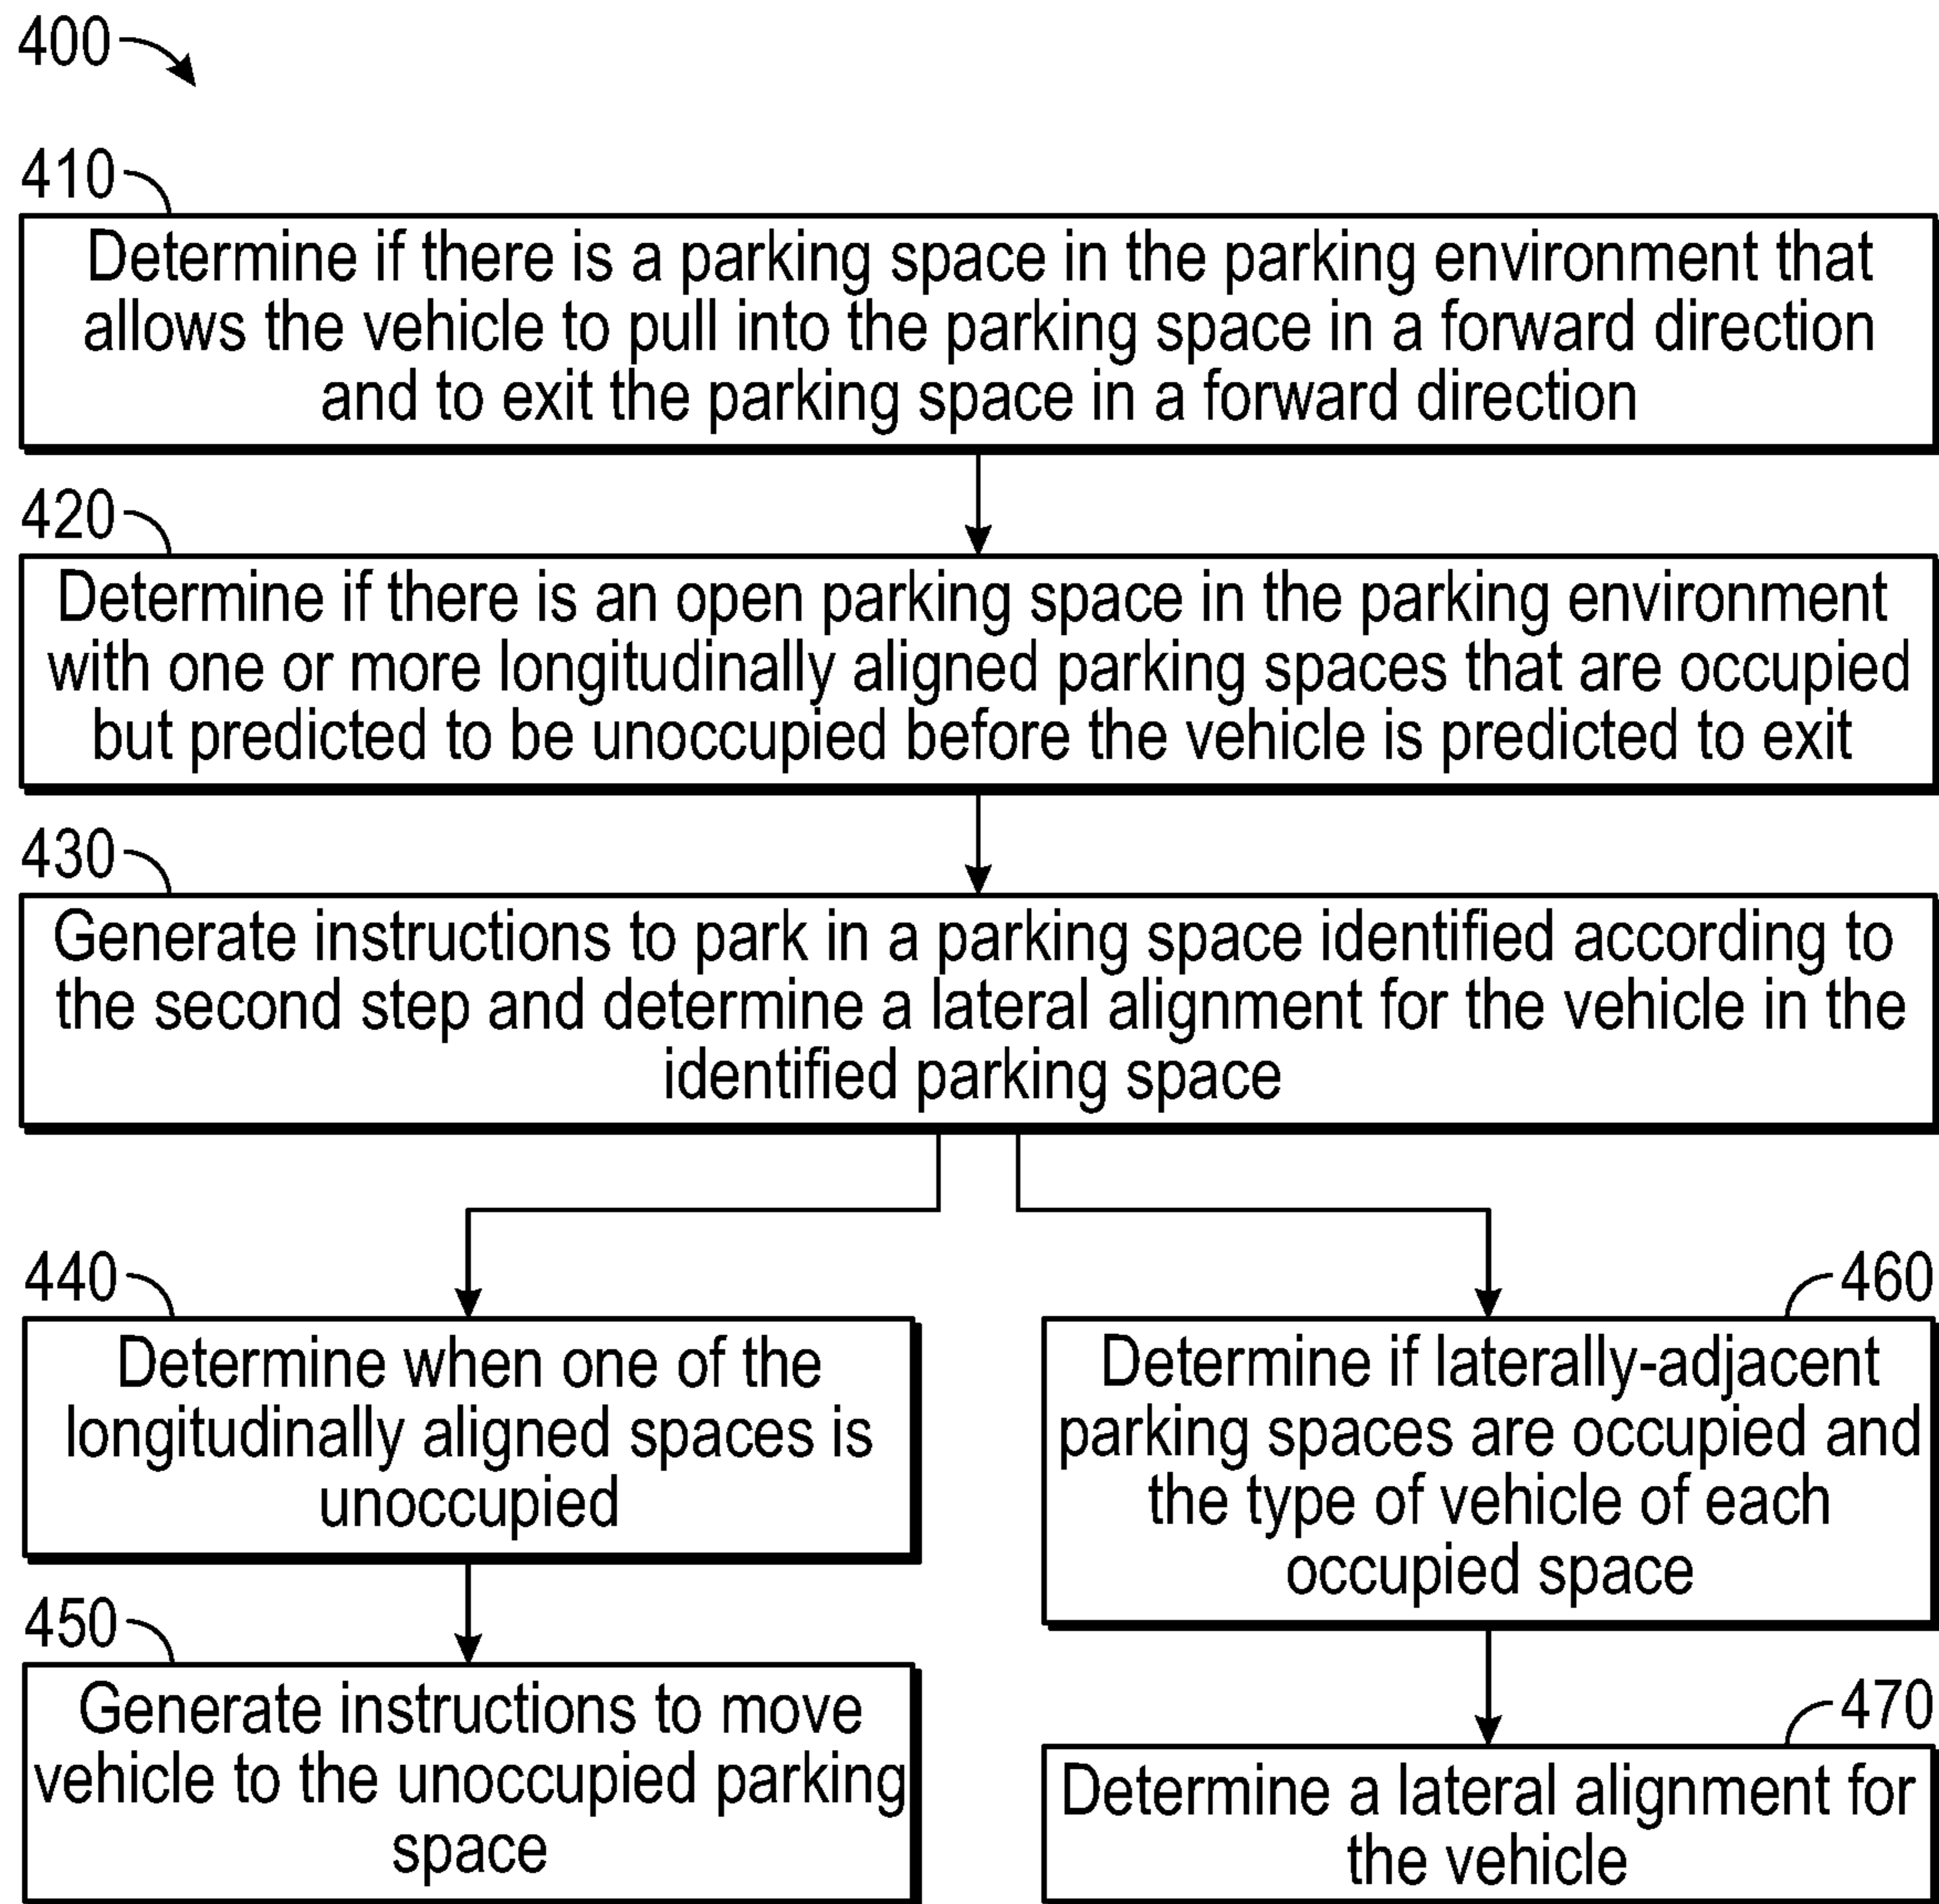 400
410
Determine if there is a parking space in the parking environment that
allows the vehicle to pull into the parking space in a forward direction
and to exit the parking space in a forward direction
420
Determine if there is an open parking space in the parking environment
with one or more longitudinally aligned parking spaces that are occupied
but predicted to be unoccupied before the vehicle is predicted to exit
430
Generate instructions to park in a parking space identified according to
the second step and determine a lateral alignment for the vehicle in the
identified parking space
440
Determine when one of the
longitudinally aligned spaces is
unoccupied
450
Generate instructions to move
vehicle to the unoccupied parking
space
460
Determine if laterally-adjacent
parking spaces are occupied and
the type of vehicle of each
occupied space
470
Determine a lateral alignment for
the vehicle